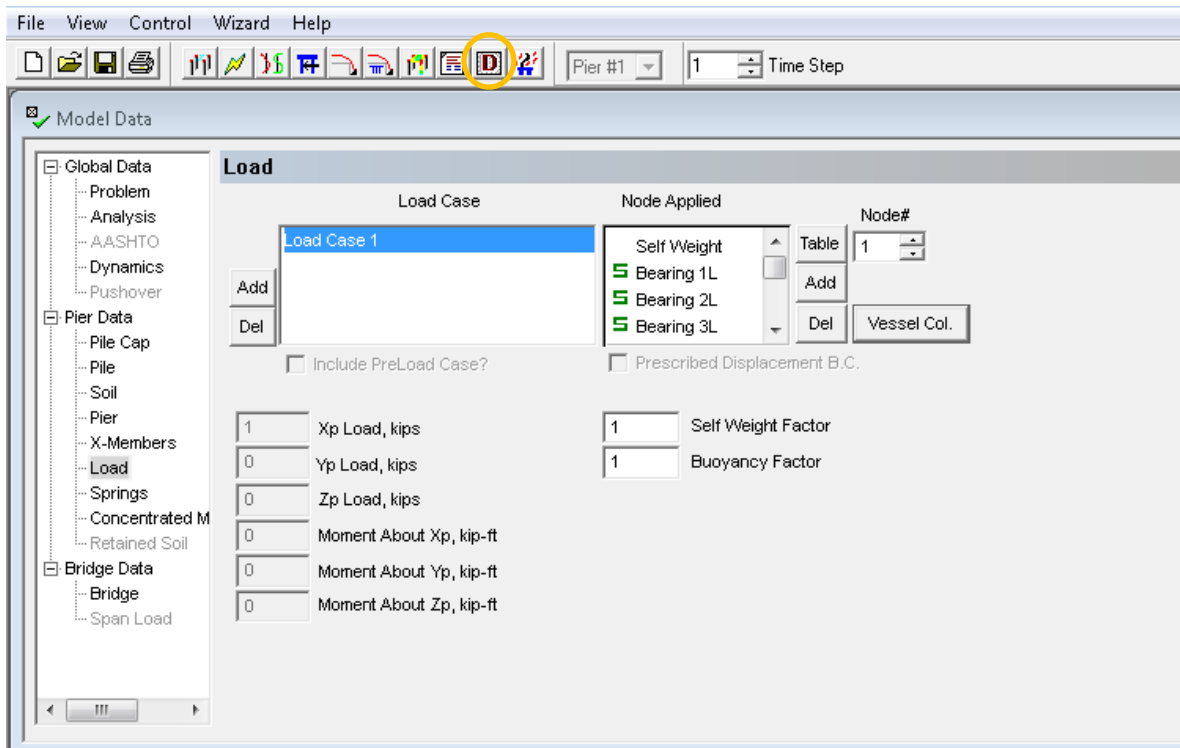 File View Control Wizard Help
D Pier #1 1 Time Step
Model Data
Global Data
Problem
Analysis
AASHTO
Dynamics
Pushover
Pier Data
Pile Cap
Pile
Soil
Pier
X-Members
Load
Springs
Concentrated M
Retained Soil
Bridge Data
Bridge
Span Load
Load
Load Case
Node Applied
Node#
Load Case 1
Self Weight
Bearing 1L
Bearing 2L
Bearing 3L
Table
1
Add
Add
Del
Del
Vessel Col.
Include PreLoad Case?
Prescribed Displacement B.C.
1 Xp Load, kips
0 Yp Load, kips
0 Zp Load, kips
0 Moment About Xp, kip-ft
0 Moment About Yp, kip-ft
0 Moment About Zp, kip-ft
1 Self Weight Factor
1 Buoyancy Factor